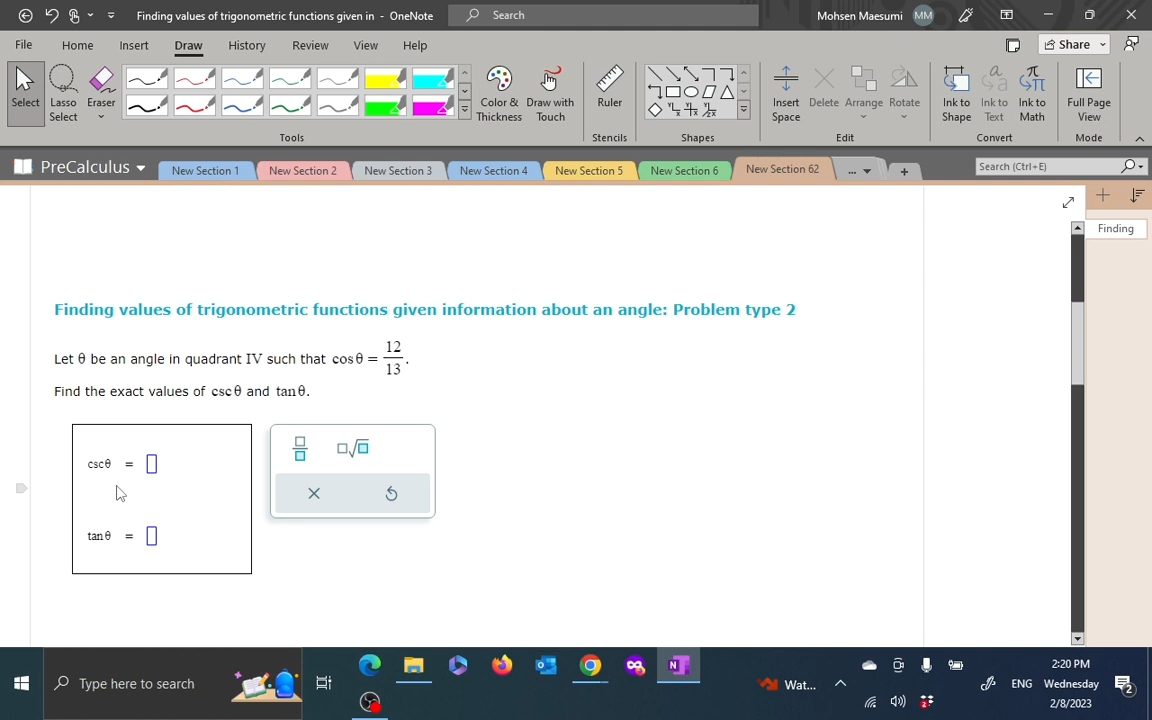 Finding values of trigonometric functions given in - OneNote
Search
Mohsen Maesumi MM
File Home Insert Draw History Review View Help
Share
Select
Lasso Select
Eraser
Color & Thickness
Draw with Touch
Tools
Ruler
Stencils
Shapes
Insert Space
Delete
Arrange
Rotate
Edit
Ink to Shape
Ink to Text
Ink to Math
Convert
Full Page View
Mode
PreCalculus
New Section 1
New Section 2
New Section 3
New Section 4
New Section 5
New Section 6
New Section 62
...
+
Search (Ctrl+E)
Finding
Finding values of trigonometric functions given information about an angle: Problem type 2
Let θ be an angle in quadrant IV such that cosθ = 12/13.
Find the exact values of cscθ and tanθ.
cscθ =
tanθ =
Type here to search
Wat...
ENG
2:20 PM
Wednesday
2/8/2023
2